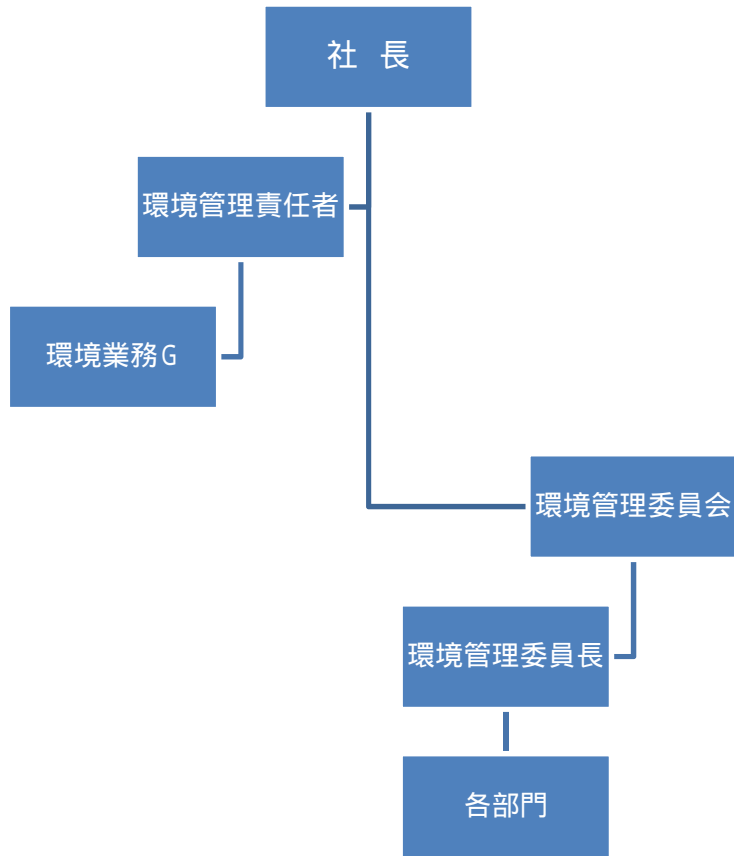 社 長
環境管理責任者
環境業務G
環境管理委員会
環境管理委員長
各部門